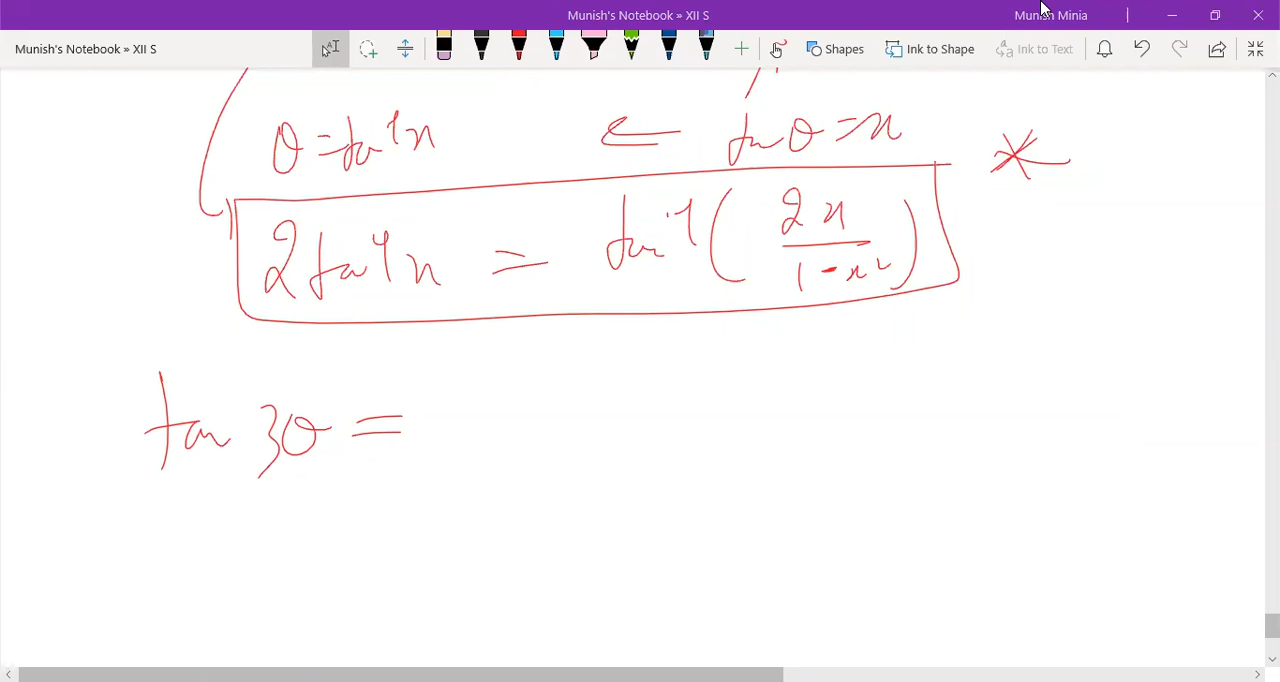 Munish's Notebook » XII S
Munish Minia
Munish's Notebook » XII S
Shapes
Ink to Shape
Ink to Text
θ = tan⁻¹x ← tan θ = x
2tan⁻¹x = tan⁻¹(2x/1-x²)
tan 3θ =